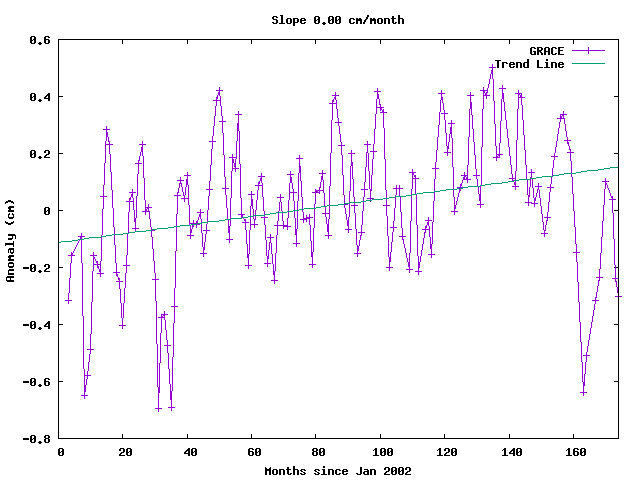 Slope 0.00 cm/month
GRACE
Trend Line
Anomaly (cm)
0.6
0.4
0.2
0
-0.2
-0.4
-0.6
-0.8
0 20 40 60 80 100 120 140 160
Months since Jan 2002